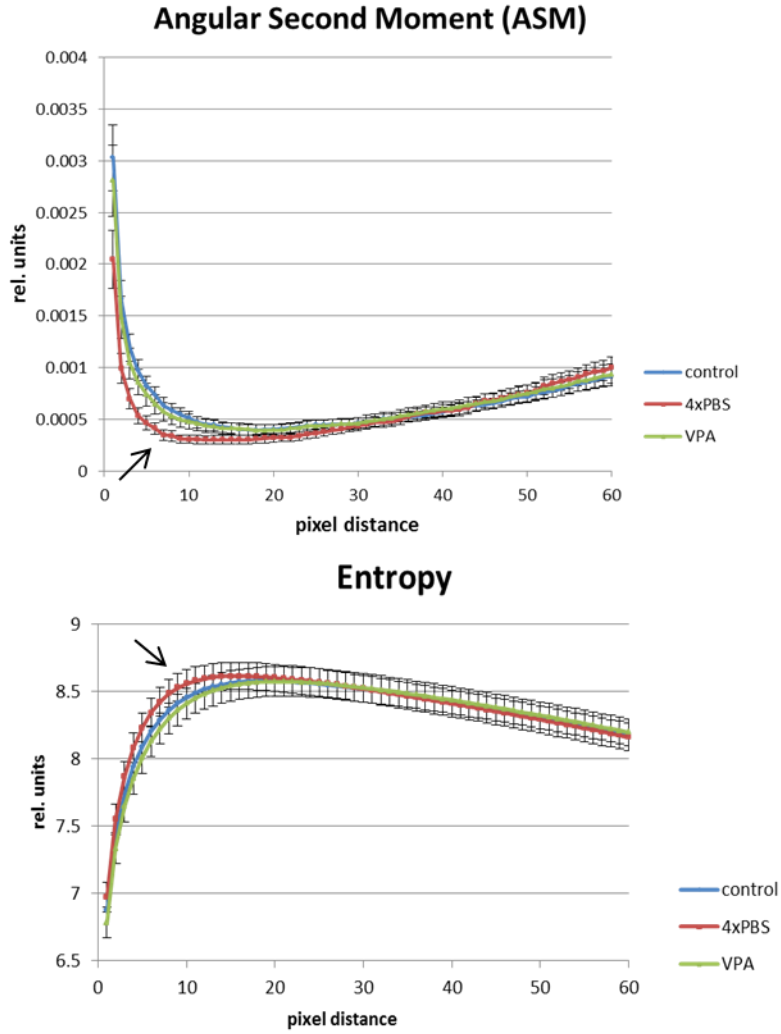 Angular Second Moment (ASM)
0.004
0.0035
0.003
0.0025
0.002
0.0015
0.001
0.0005
0
rel. units
0 10 20 30 40 50 60
pixel distance
control
4xPBS
VPA
Entropy
9
8.5
8
7.5
7
6.5
rel. units
0 10 20 30 40 50 60
pixel distance
control
4xPBS
VPA